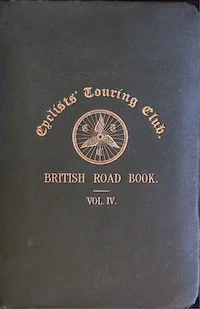 Cyclists' Touring Club.
BRITISH ROAD BOOK.
VOL. IV.